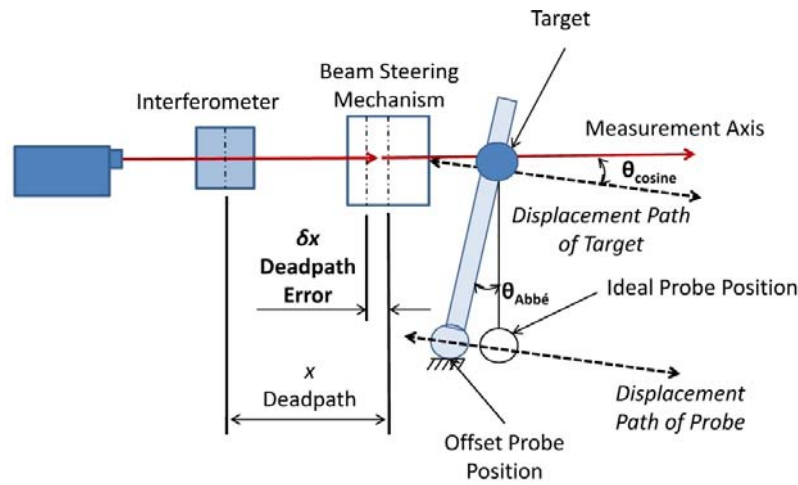 Target
Beam Steering
Mechanism
Interferometer
Measurement Axis
θcosine
Displacement Path
of Target
δx
Deadpath
Error
θAbbé
Ideal Probe Position
x
Deadpath
Displacement
Path of Probe
Offset Probe
Position